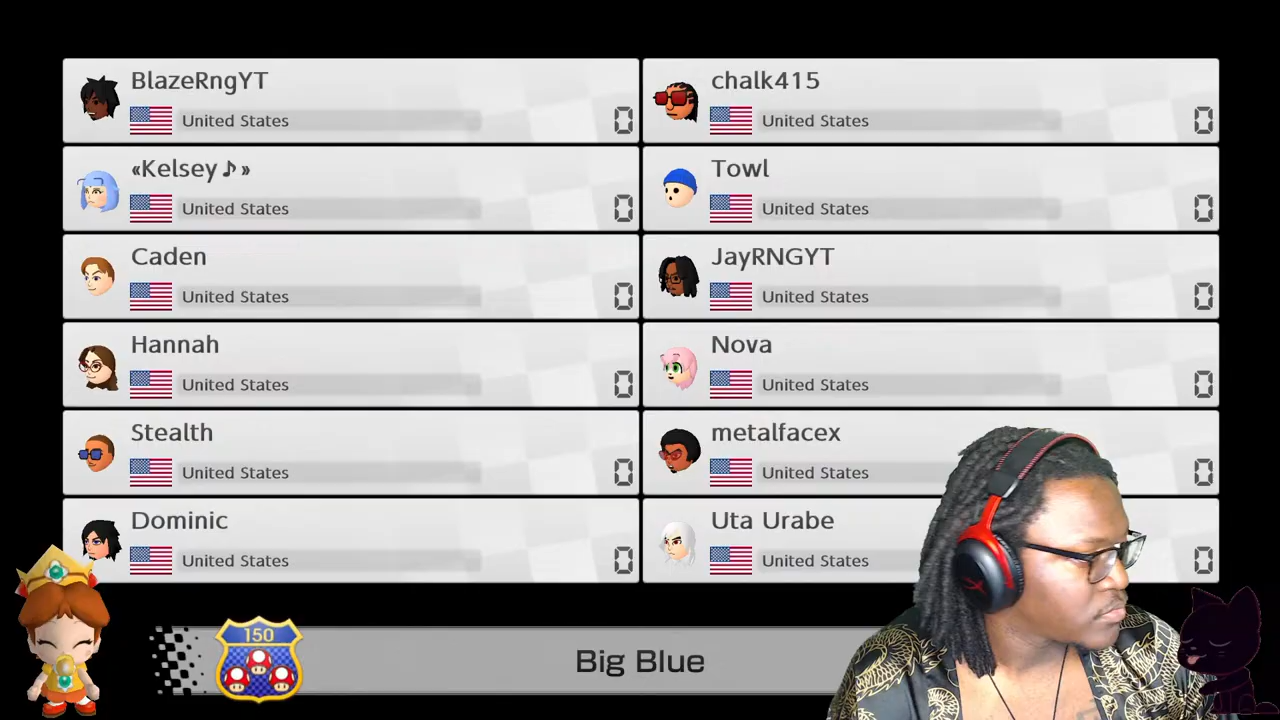 BlazeRngYT
United States
0
chalk415
United States
0
«Kelsey♪»
United States
0
Towl
United States
0
Caden
United States
0
JayRNGYT
United States
0
Hannah
United States
0
Nova
United States
0
Stealth
United States
0
metalfacex
United States
0
Dominic
United States
0
Uta Urabe
United States
0
150
Big Blue